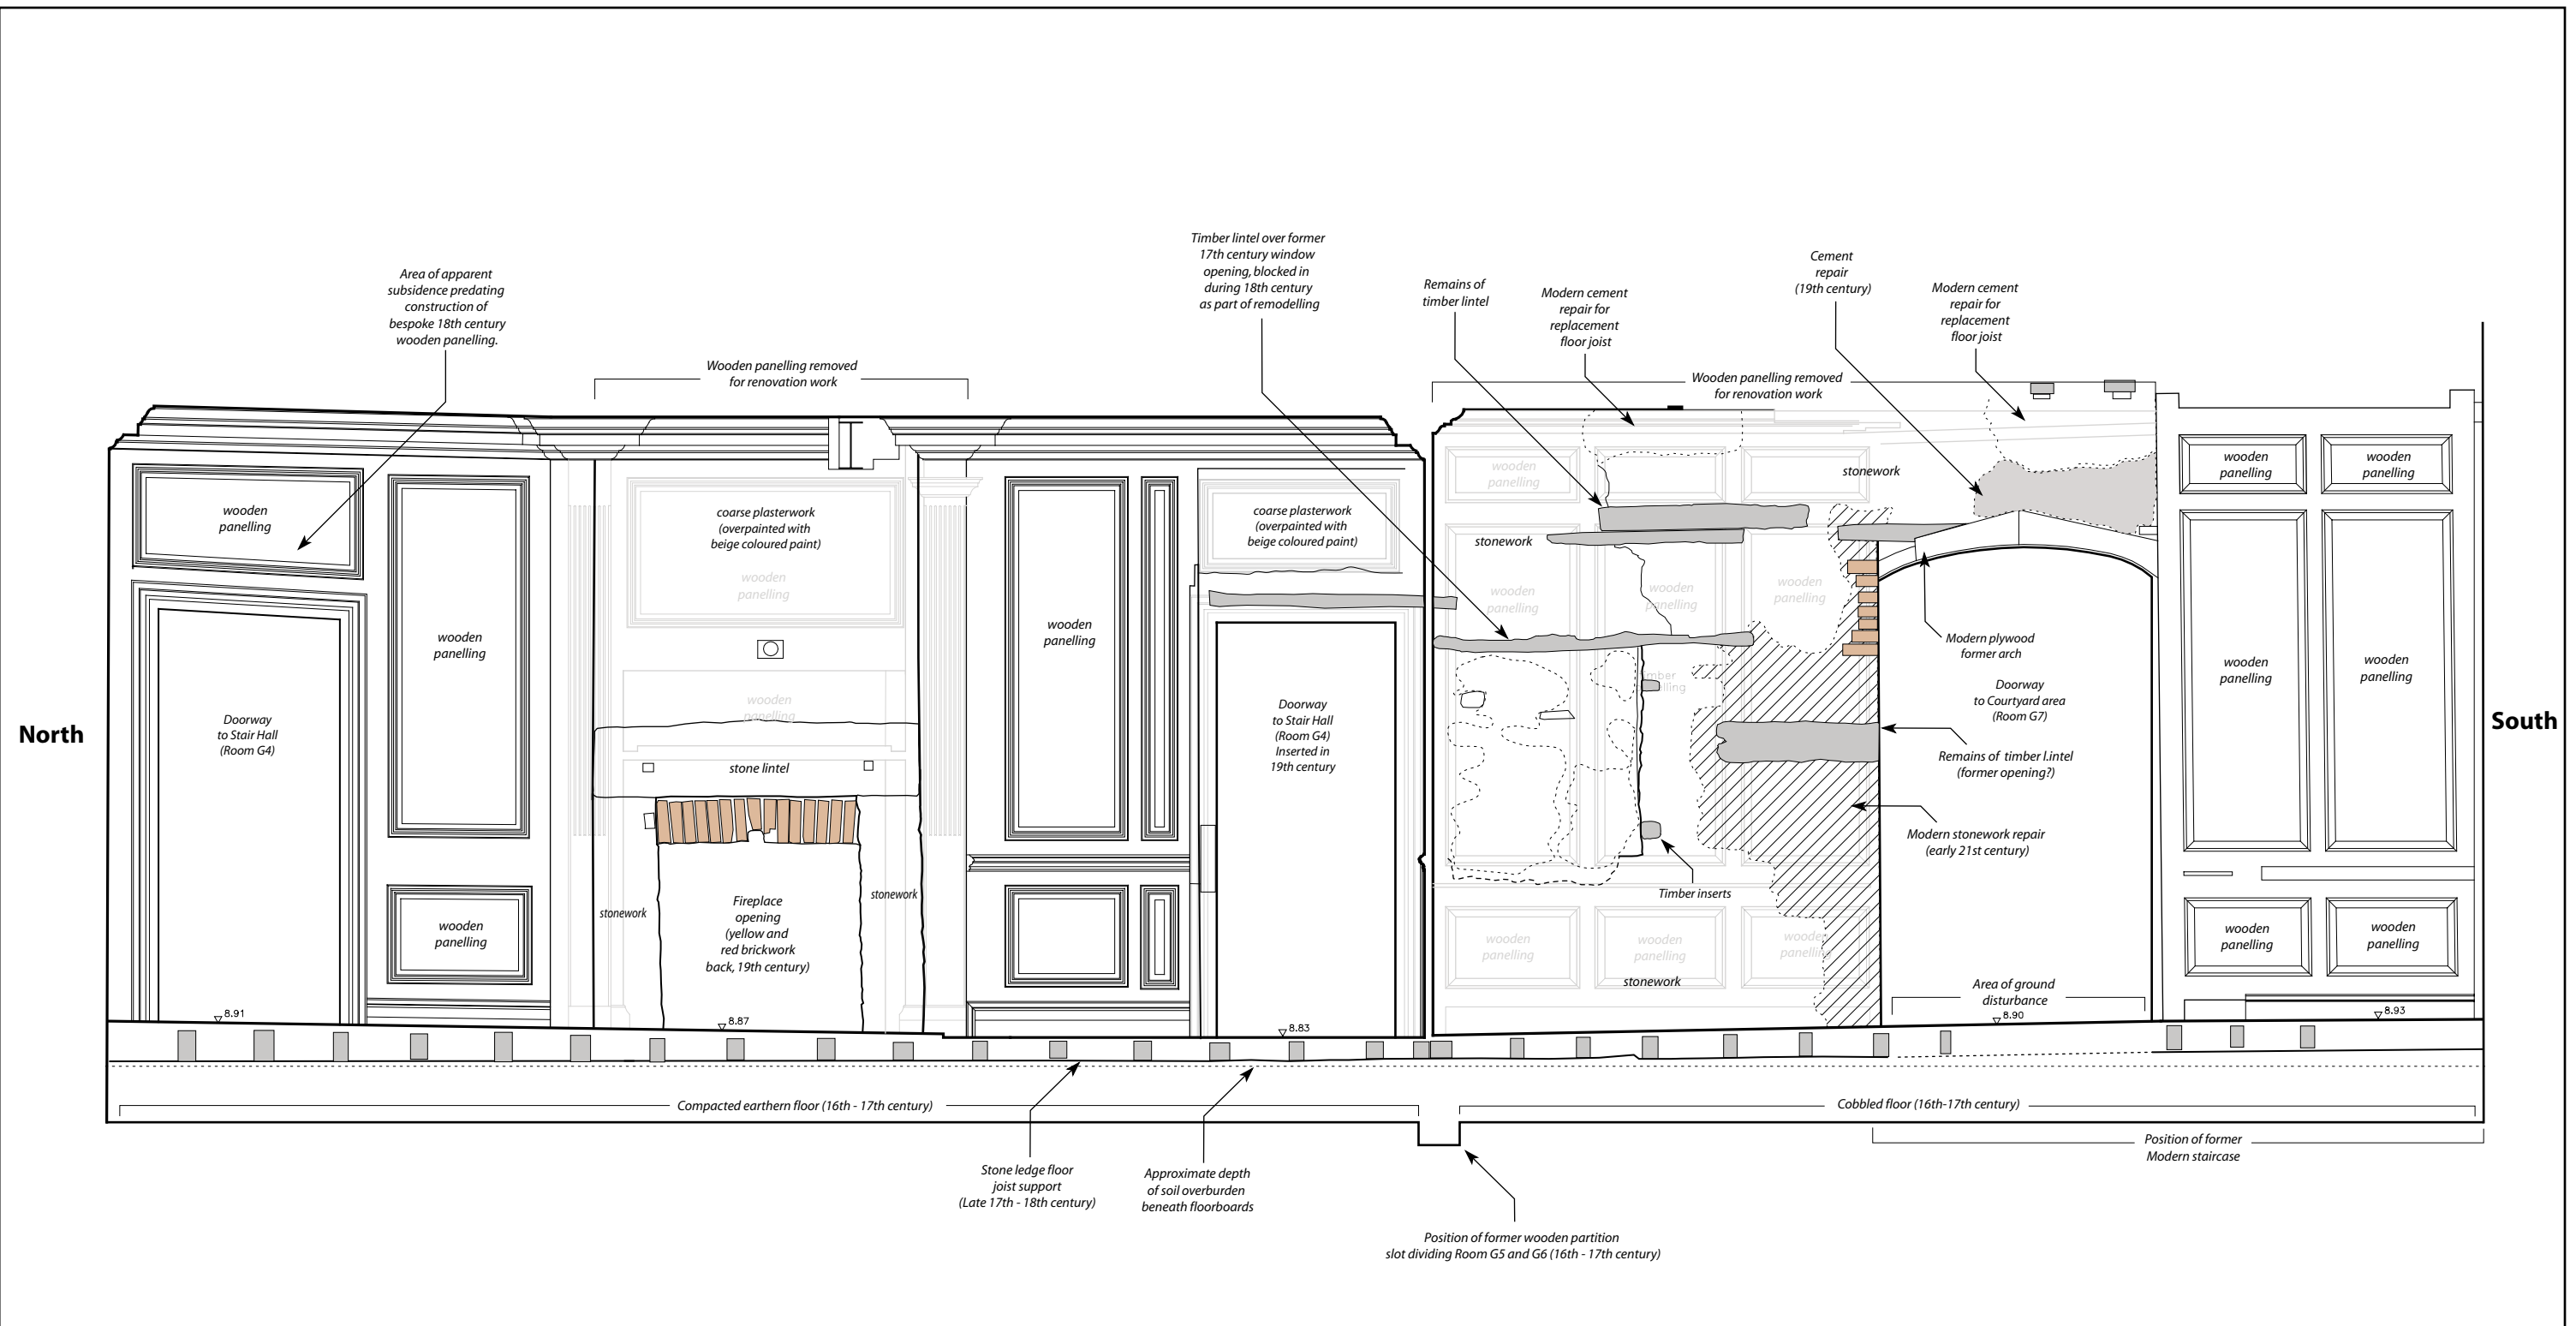 Area of apparent
subsidence predating
construction of
bespoke 18th century
wooden panelling.
Wooden panelling removed
for renovation work
Timber lintel over former
17th century window
opening, blocked in
during 18th century
as part of remodelling
Remains of
timber lintel
Modern cement
repair for
replacement
floor joist
Cement
repair
(19th century)
Modern cement
repair for
replacement
floor joist
Wooden panelling removed
for renovation work
North
wooden
panelling
Doorway
to Stair Hall
(Room G4)
wooden
panelling
wooden
panelling
coarse plasterwork
(overpainted with
beige coloured paint)
wooden
panelling
wooden
panelling
stone lintel
stonework
stonework
Fireplace
opening
(yellow and
red brickwork
back, 19th century)
wooden
panelling
coarse plasterwork
(overpainted with
beige coloured paint)
Doorway
to Stair Hall
(Room G4)
Inserted in
19th century
wooden
panelling
stonework
stonework
wooden
panelling
wooden
panelling
wooden
panelling
mber
lling
Timber inserts
wooden
panelling
wooden
panelling
wooden
panelling
stonework
Modern plywood
former arch
Doorway
to Courtyard area
(Room G7)
Remains of timber l.intel
(former opening?)
Modern stonework repair
(early 21st century)
Area of ground
disturbance
wooden
panelling
wooden
panelling
wooden
panelling
wooden
panelling
wooden
panelling
wooden
panelling
South
8.91
8.87
8.83
8.90
8.93
Compacted earthern floor (16th - 17th century)
Cobbled floor (16th-17th century)
Position of former
Modern staircase
Stone ledge floor
joist support
(Late 17th - 18th century)
Approximate depth
of soil overburden
beneath floorboards
Position of former wooden partition
slot dividing Room G5 and G6 (16th - 17th century)